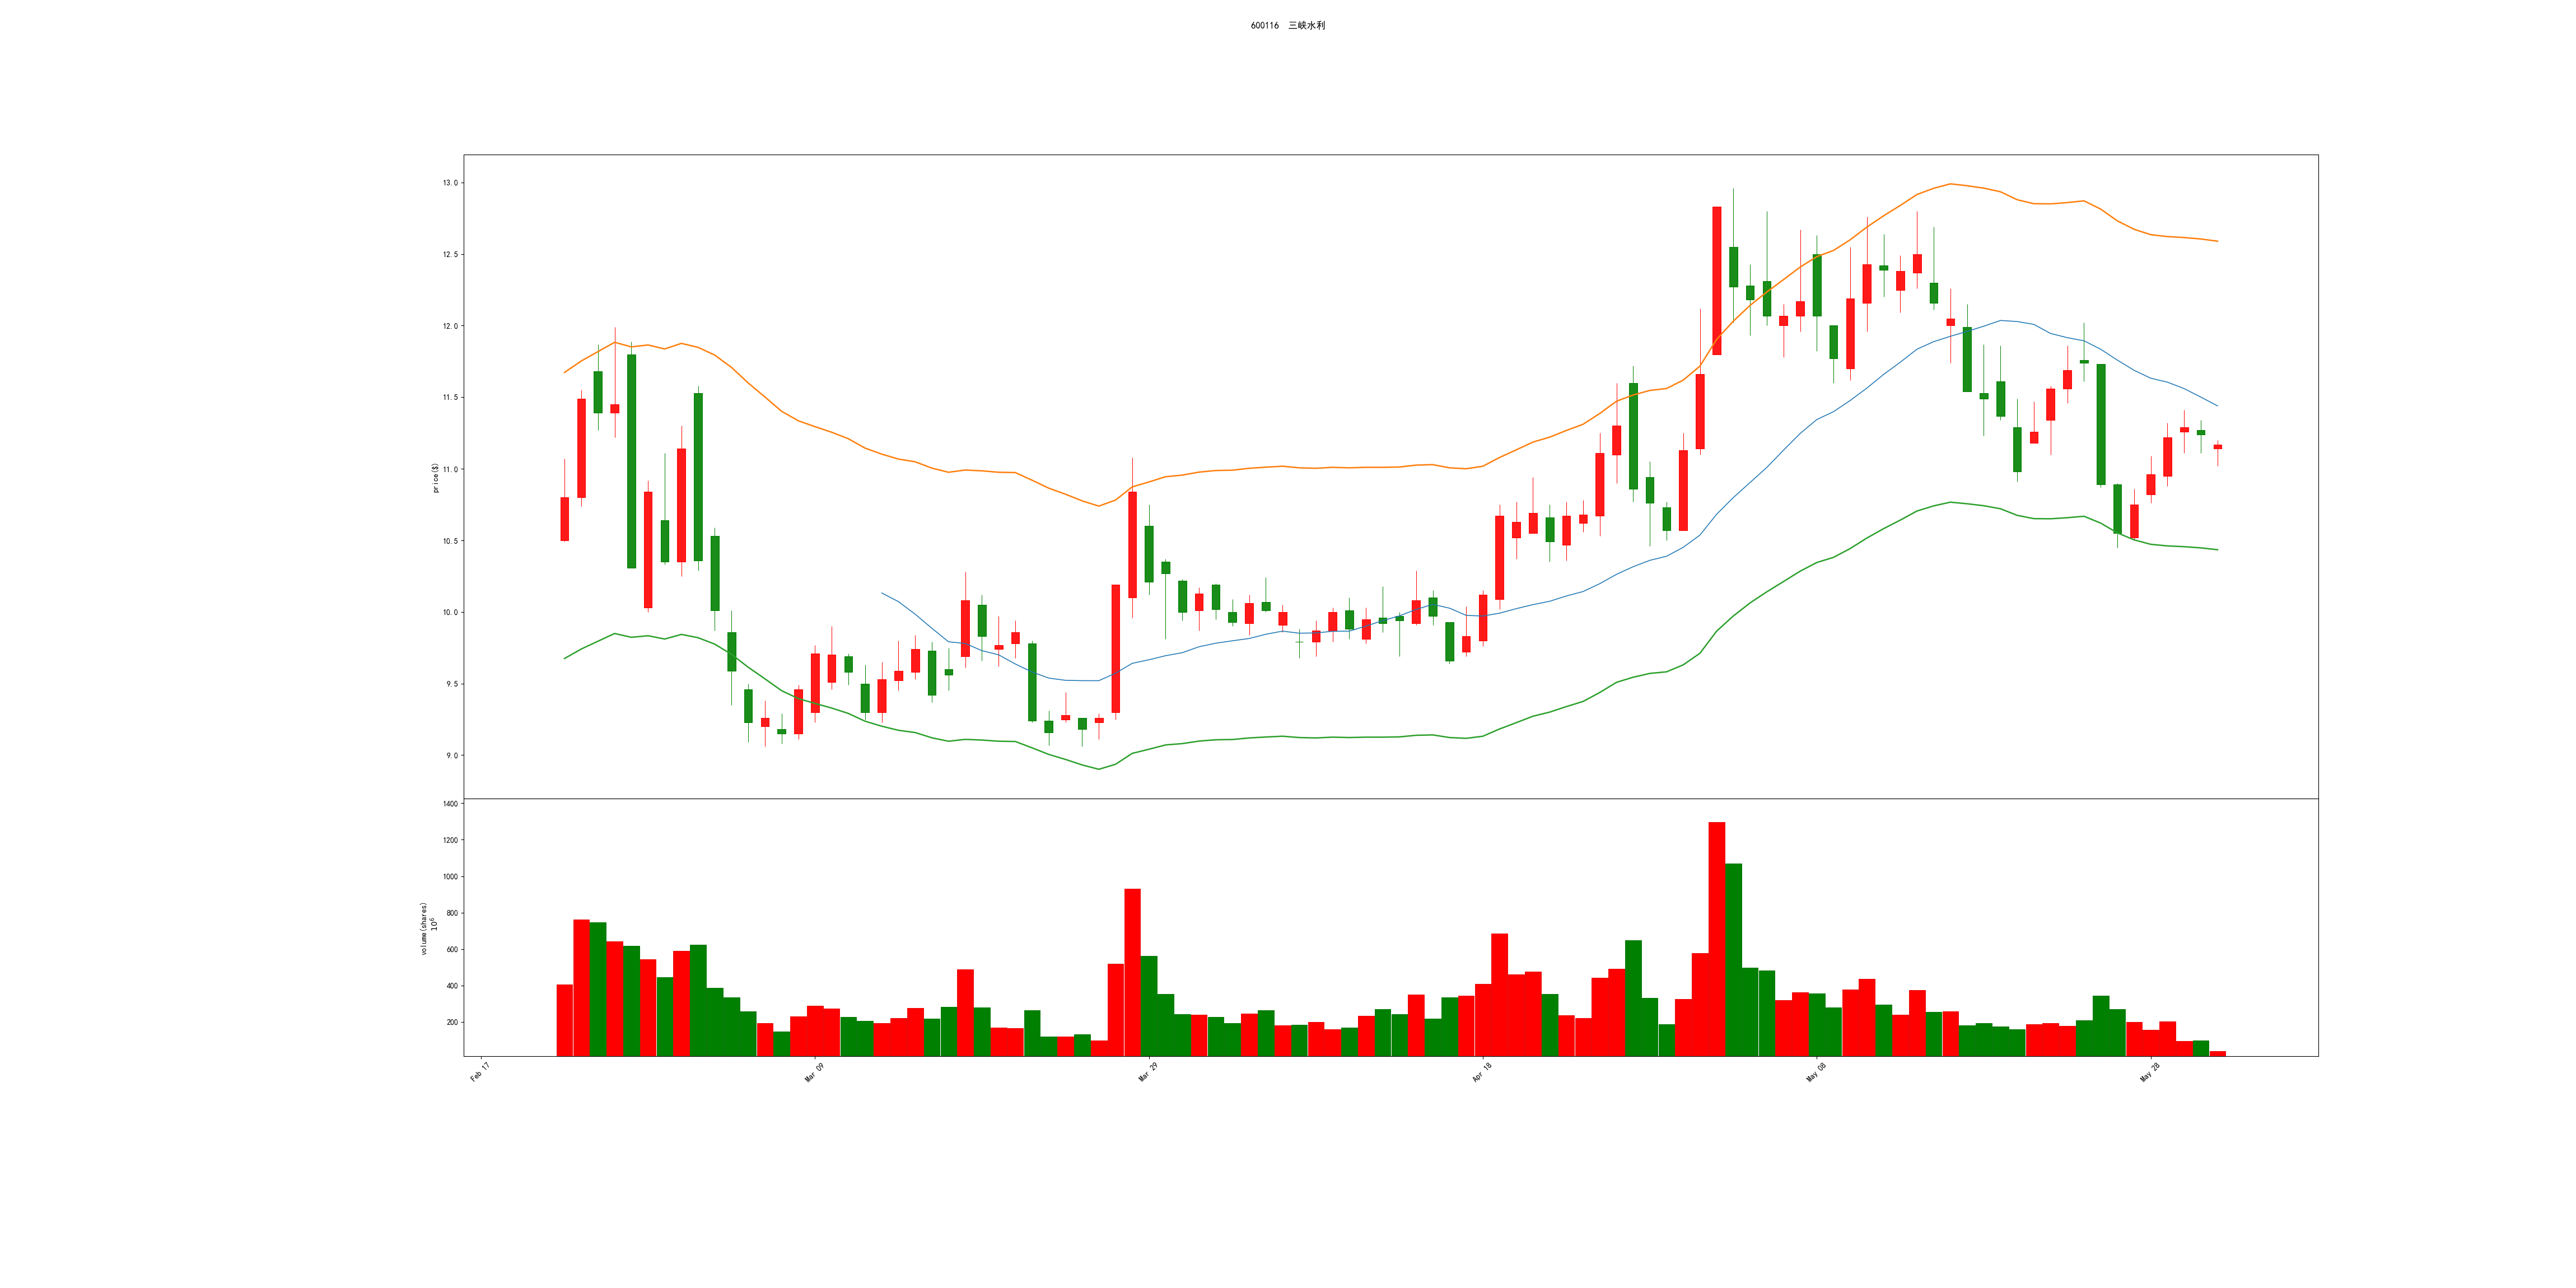 600116 三峡水利
13.0
12.5
12.0
11.5
11.0
10.5
10.0
9.5
9.0
price($)
1400
1200
1000
800
600
400
200
volume(shares)
10^6
Feb 17
Mar 09
Mar 29
Apr 18
May 08
May 28